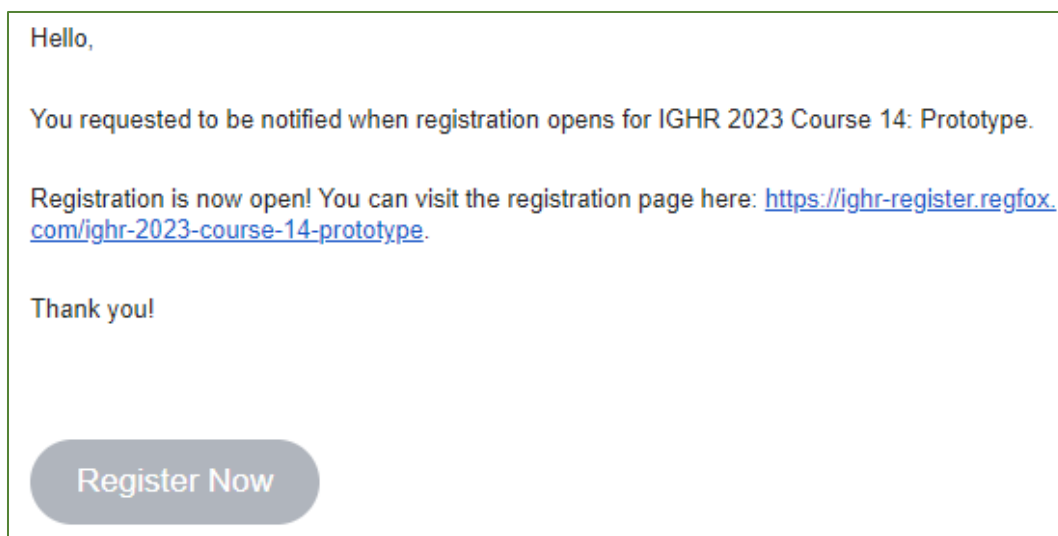 Hello,
You requested to be notified when registration opens for IGHR 2023 Course 14: Prototype.
Registration is now open! You can visit the registration page here: https://ighr-register.regfox.
com/ighr-2023-course-14-prototype.
Thank you!
Register Now